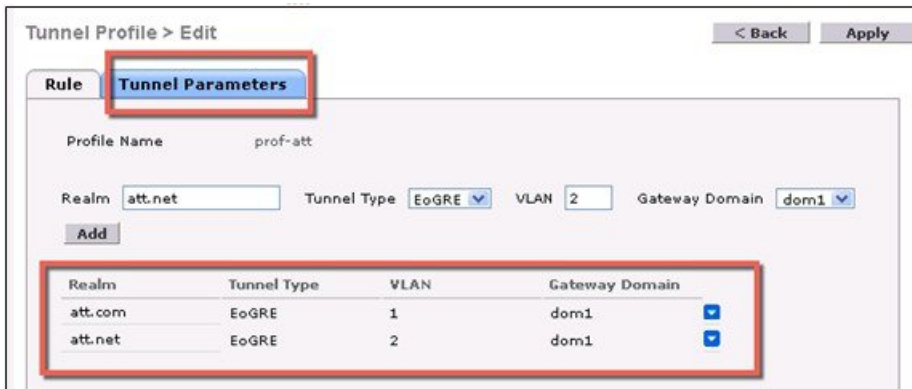 Tunnel Profile > Edit
< Back
Apply
Rule
Tunnel Parameters
Profile Name prof-att
Realm att.net Tunnel Type EoGRE VLAN 2 Gateway Domain dom1
Add
Realm Tunnel Type VLAN Gateway Domain
att.com EoGRE 1 dom1
att.net EoGRE 2 dom1